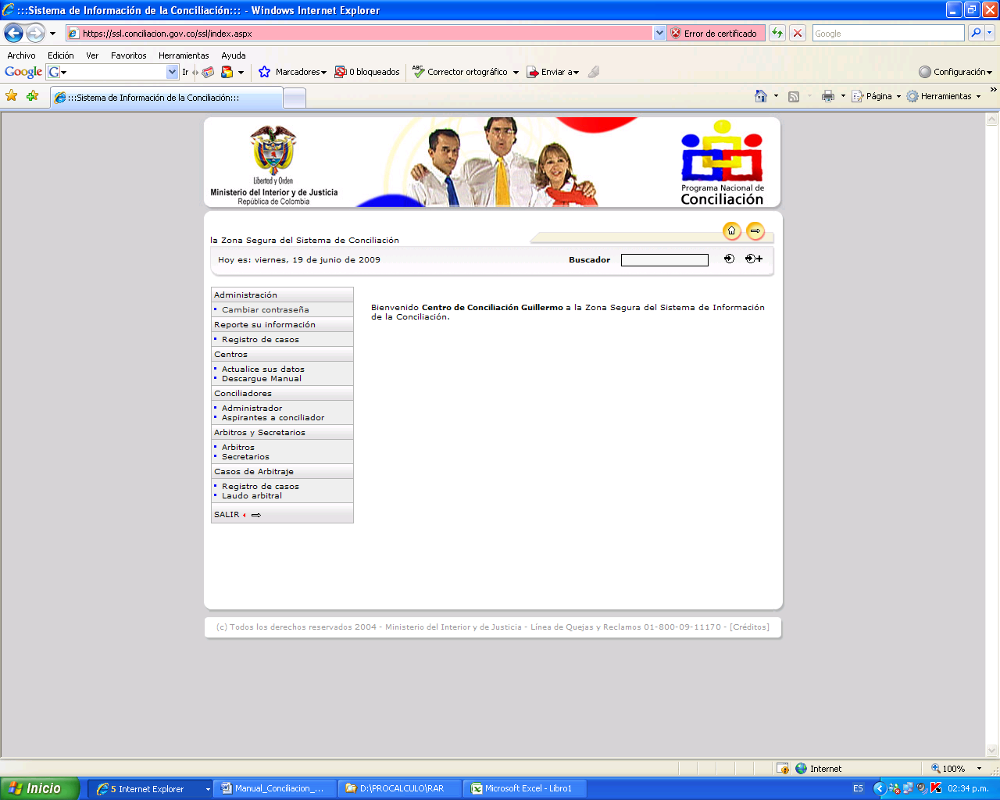 :::Sistema de Información de la Conciliación::: - Windows Internet Explorer
https://ssl.conciliacion.gov.co/ssl/index.aspx
Error de certificado
Google
Archivo Edición Ver Favoritos Herramientas Ayuda
Google G Ir Marcadores 0 bloqueados ABC Corrector ortográfico Enviar a Configuración
:::Sistema de Información de la Conciliación:::
Página Herramientas »
Libertad y Orden
Ministerio del Interior y de Justicia
República de Colombia
Programa Nacional de
Conciliación
la Zona Segura del Sistema de Conciliación
Hoy es: viernes, 19 de junio de 2009
Buscador
Administración
Cambiar contraseña
Reporte su información
Registro de casos
Centros
Actualice sus datos
Descargue Manual
Conciliadores
Administrador
Aspirantes a conciliador
Arbitros y Secretarios
Arbitros
Secretarios
Casos de Arbitraje
Registro de casos
Laudo arbitral
SALIR
Bienvenido Centro de Conciliación Guillermo a la Zona Segura del Sistema de Información
de la Conciliación.
(c) Todos los derechos reservados 2004 - Ministerio del Interior y de Justicia - Línea de Quejas y Reclamos 01-800-09-11170 - [Créditos]
Internet
100%
Inicio
5 Internet Explorer
Manual_Conciliacion_...
D:\PROCALCULO\RAR
Microsoft Excel - Libro1
ES
02:34 p.m.